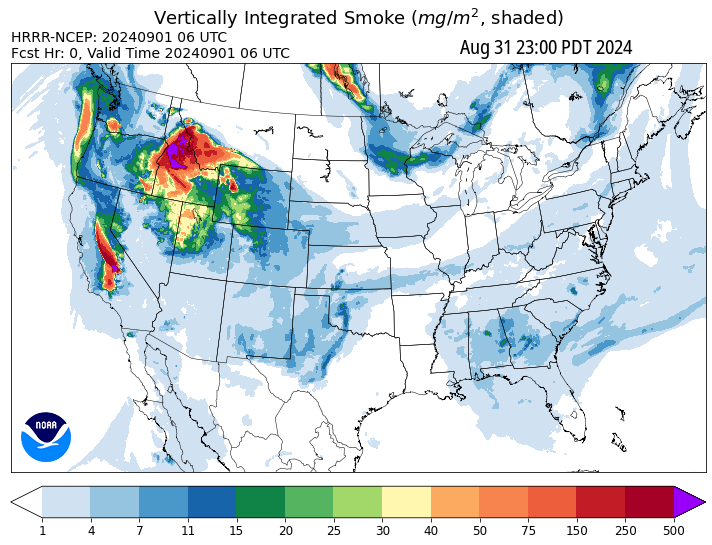 Vertically Integrated Smoke (mg/m², shaded)
HRRR-NCEP: 20240901 06 UTC
Fcst Hr: 0, Valid Time 20240901 06 UTC
Aug 31 23:00 PDT 2024
NOAA
1 4 7 11 15 20 25 30 40 50 75 150 250 500